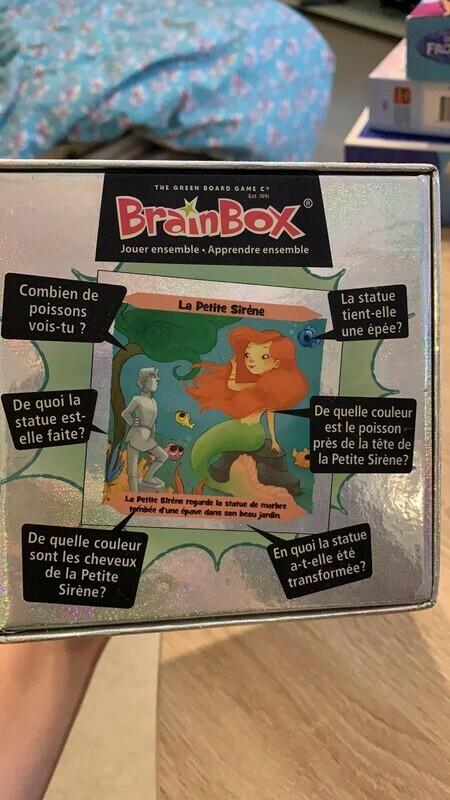 THE GREEN BOARD GAME Cº
Est. 1991
BrainBox®
Jouer ensemble • Apprendre ensemble
Combien de
poissons
vois-tu ?
La Petite Sirène
La statue
tient-elle
une épée?
De quoi la
statue est-
elle faite?
De quelle couleur
est le poisson
près de la tête de
la Petite Sirène?
La Petite Sirène regarde la statue de marbre
tombée d'une épave dans son beau jardin.
De quelle couleur
sont les cheveux
de la Petite
Sirène?
En quoi la statue
a-t-elle été
transformée?
FRO